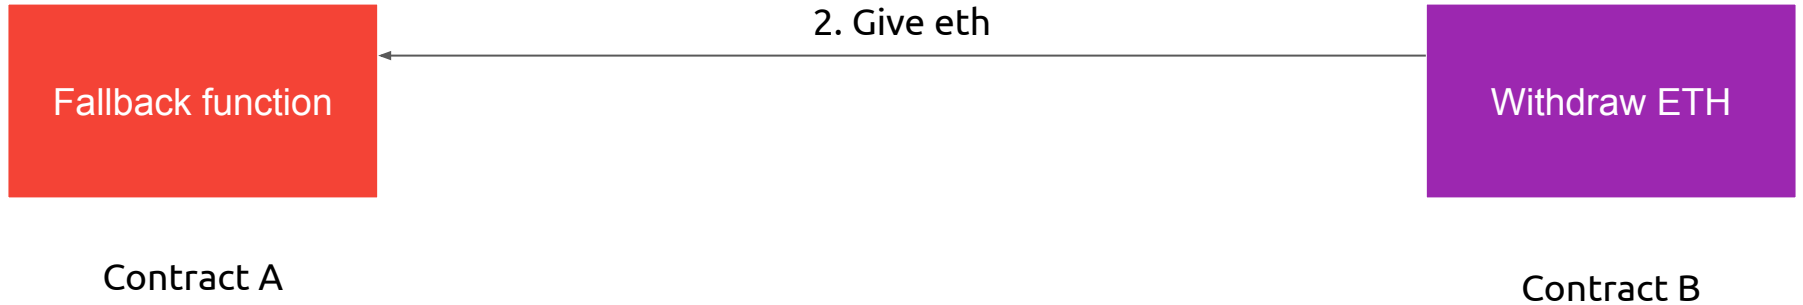 2. Give eth
Fallback function
Withdraw ETH
Contract A
Contract B